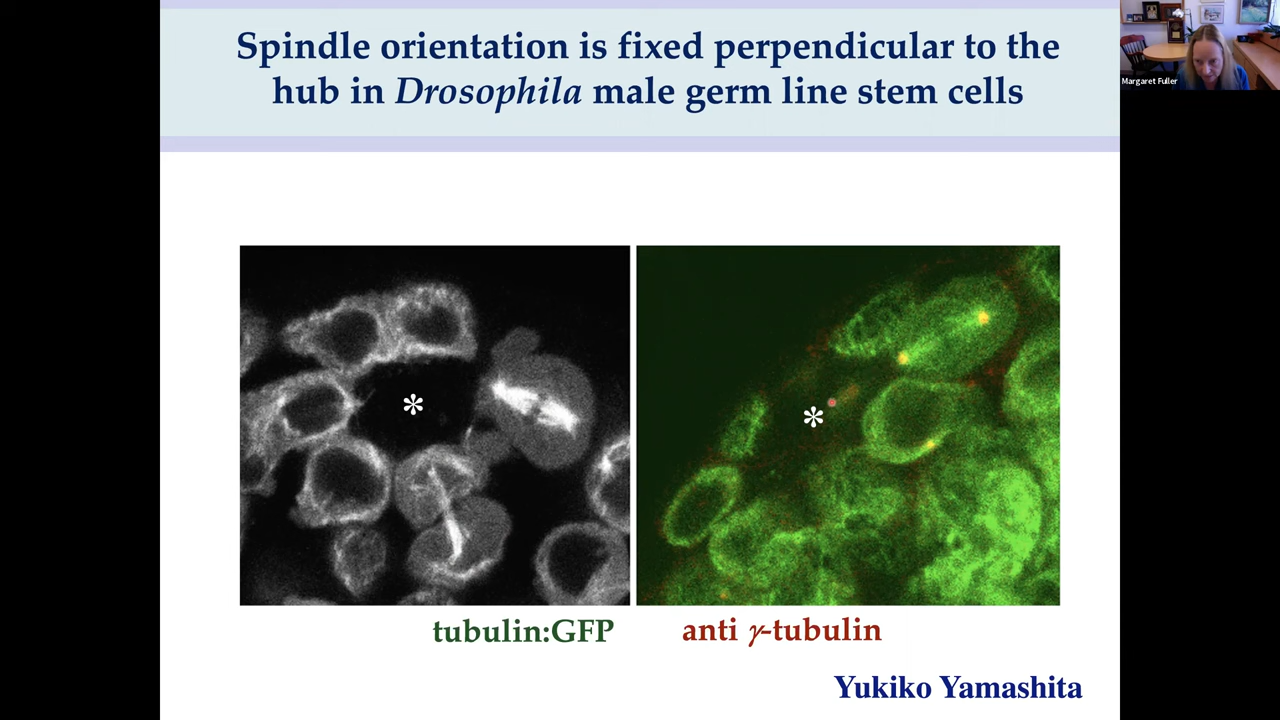 Spindle orientation is fixed perpendicular to the
hub in Drosophila male germ line stem cells
Margaret Fuller
*
*
tubulin:GFP
anti γ-tubulin
Yukiko Yamashita